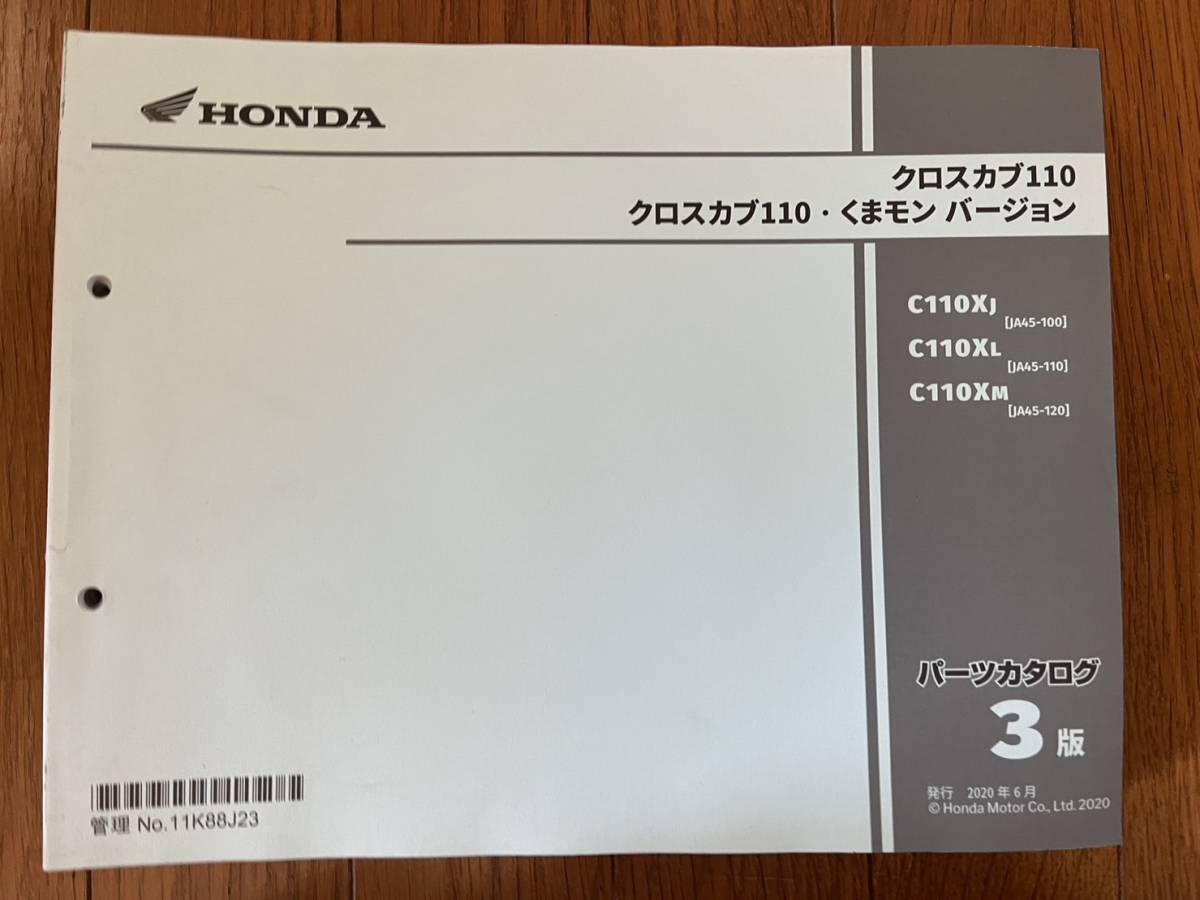 HONDA
クロスカブ110
クロスカブ110・くまモン バージョン
C110XJ
[JA45-100]
C110XL
[JA45-110]
C110XM
[JA45-120]
パーツカタログ
3版
発行 2020年6月
© Honda Motor Co., Ltd. 2020
管理 No.11K88J23